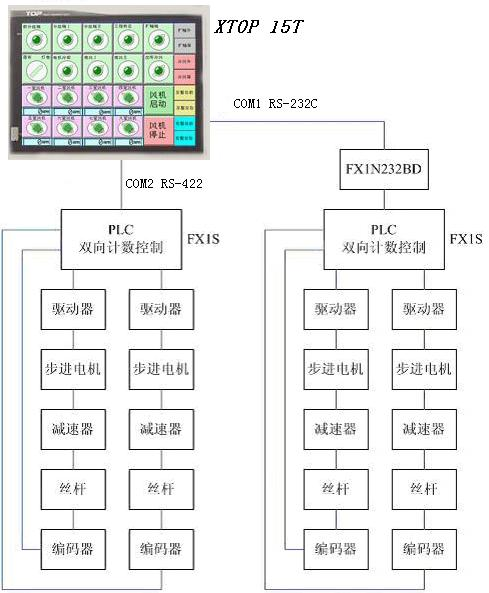 TOP
XTOP 15T
风机
启动
风机
停止
COM1 RS-232C
FX1N232BD
COM2 RS-422
PLC
双向计数控制
FX1S
PLC
双向计数控制
FX1S
驱动器
驱动器
驱动器
驱动器
步进电机
步进电机
步进电机
步进电机
减速器
减速器
减速器
减速器
丝杆
丝杆
丝杆
丝杆
编码器
编码器
编码器
编码器